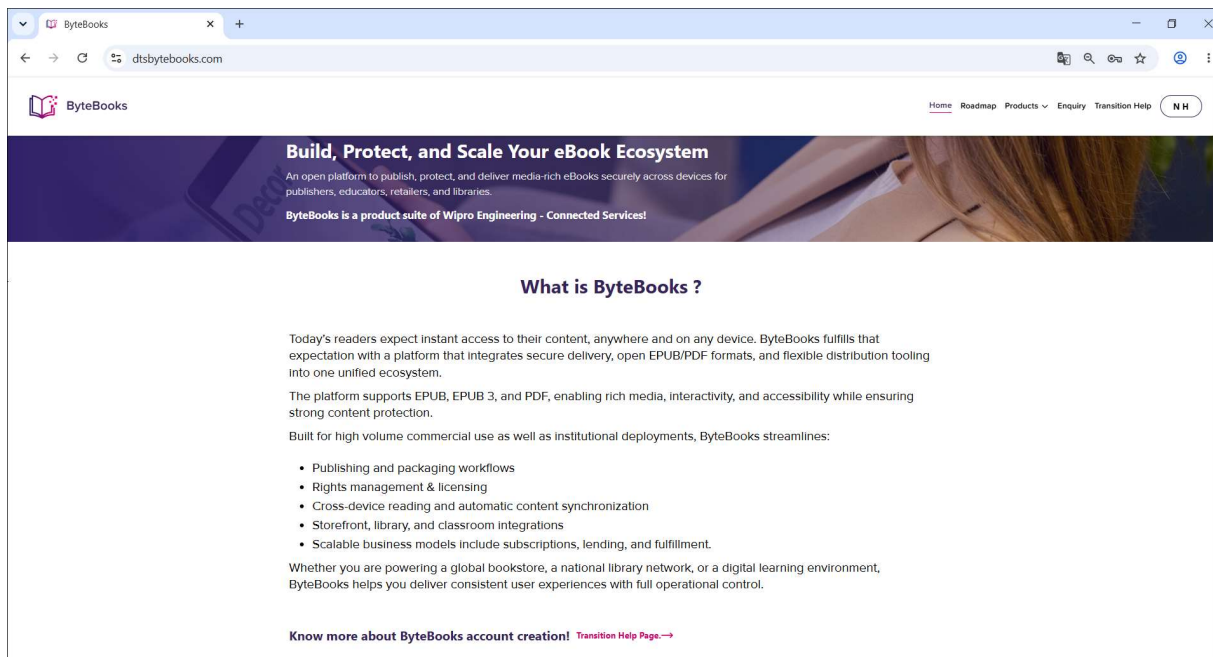 ByteBooks
dtsbytebooks.com
ByteBooks
Home Roadmap Products Enquiry Transition Help N H
Decor
Build, Protect, and Scale Your eBook Ecosystem
An open platform to publish, protect, and deliver media-rich eBooks securely across devices for
publishers, educators, retailers, and libraries.
ByteBooks is a product suite of Wipro Engineering - Connected Services!
What is ByteBooks ?
Today's readers expect instant access to their content, anywhere and on any device. ByteBooks fulfills that
expectation with a platform that integrates secure delivery, open EPUB/PDF formats, and flexible distribution tooling
into one unified ecosystem.
The platform supports EPUB, EPUB 3, and PDF, enabling rich media, interactivity, and accessibility while ensuring
strong content protection.
Built for high volume commercial use as well as institutional deployments, ByteBooks streamlines:
• Publishing and packaging workflows
• Rights management & licensing
• Cross-device reading and automatic content synchronization
• Storefront, library, and classroom integrations
• Scalable business models include subscriptions, lending, and fulfillment.
Whether you are powering a global bookstore, a national library network, or a digital learning environment,
ByteBooks helps you deliver consistent user experiences with full operational control.
Know more about ByteBooks account creation! Transition Help Page.→